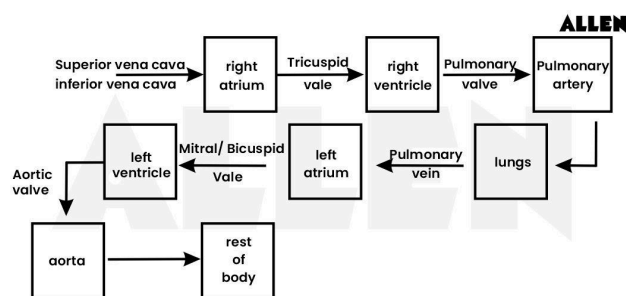 ALLEN
Superior vena cava
inferior vena cava
right
atrium
Tricuspid
vale
right
ventricle
Pulmonary
valve
Pulmonary
artery
left
ventricle
Mitral/ Bicuspid
Vale
left
atrium
Pulmonary
vein
lungs
Aortic
valve
aorta
rest
of
body
ALLEN